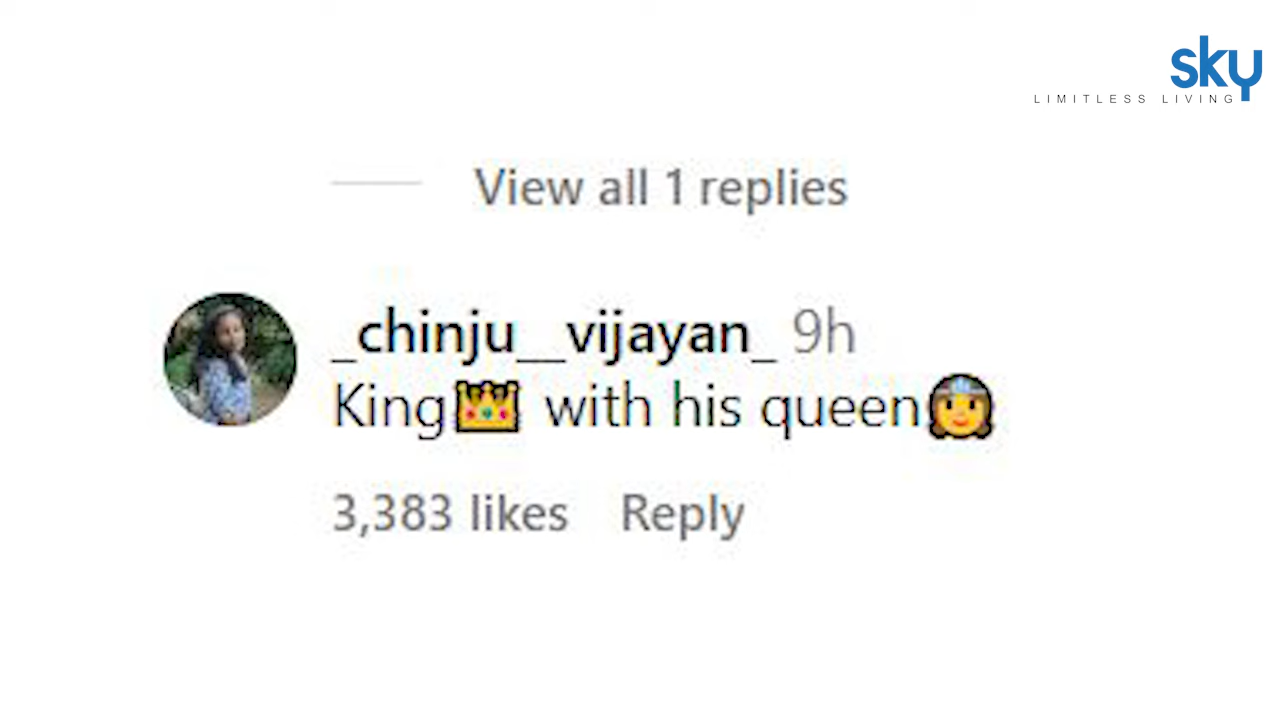 sky
LIMITLESS LIVING
View all 1 replies
_chinju__vijayan_ 9h
King👑 with his queen👸
3,383 likes Reply